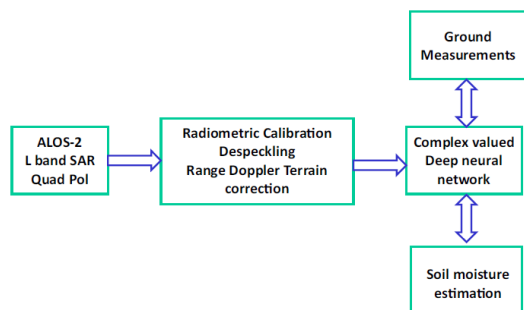 Ground
Measurements
ALOS-2
L band SAR
Quad Pol
Radiometric Calibration
Despeckling
Range Doppler Terrain
correction
Complex valued
Deep neural
network
Soil moisture
estimation